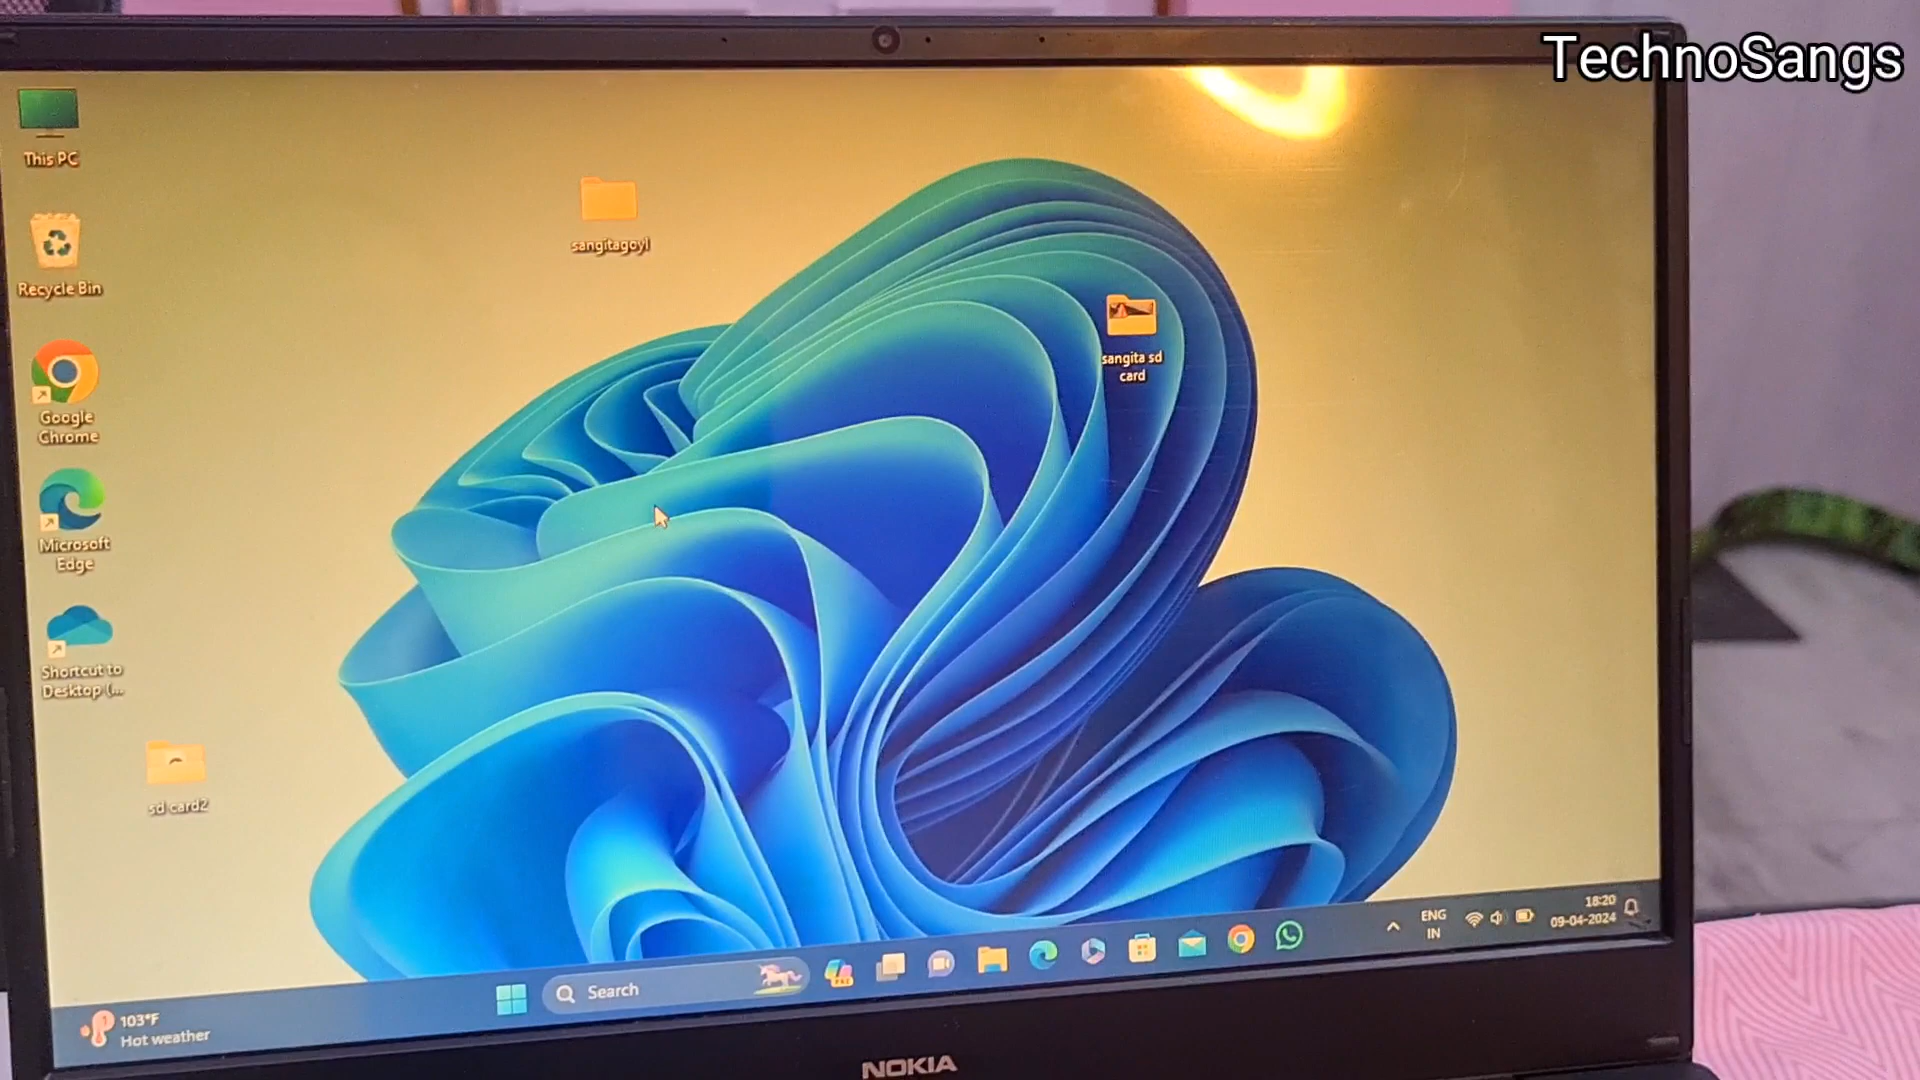 TechnoSangs
This PC
sangitagoyl
Recycle Bin
sangita sd
card
Google
Chrome
Microsoft
Edge
Shortcut to
Desktop (...
sd card2
103°F
Hot weather
Search
PRE
ENG
IN
18:20
09-04-2024
NOKIA